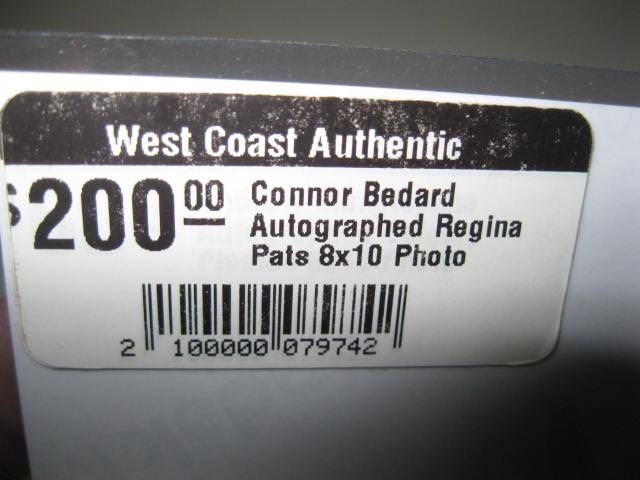 West Coast Authentic
$200.00
Connor Bedard
Autographed Regina
Pats 8x10 Photo
2 100000 079742